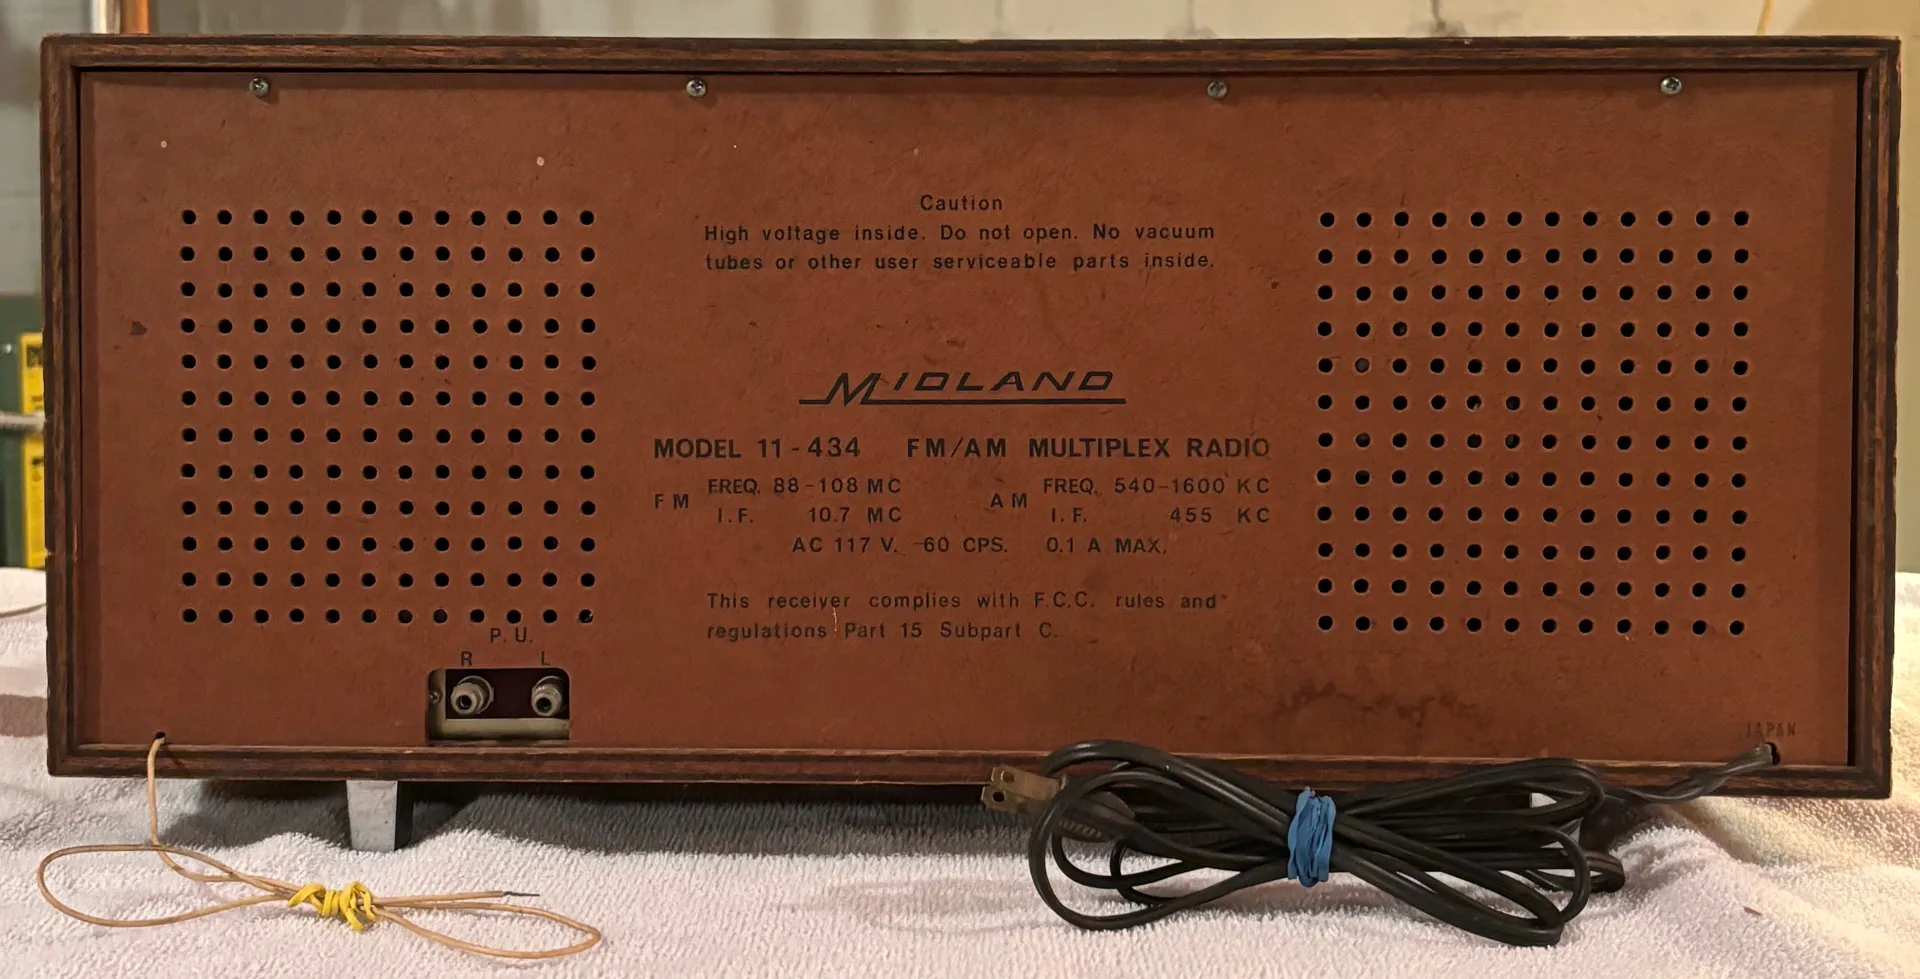 Caution
High voltage inside. Do not open. No vacuum
tubes or other user serviceable parts inside.
MIDLAND
MODEL 11-434 FM/AM MULTIPLEX RADIO
FM FREQ. 88-108 MC AM FREQ. 540-1600 KC
I.F. 10.7 MC I.F. 455 KC
AC 117 V. -60 CPS. 0.1 A MAX.
This receiver complies with F.C.C. rules and
regulations Part 15 Subpart C.
P. U.
R L
JAPAN